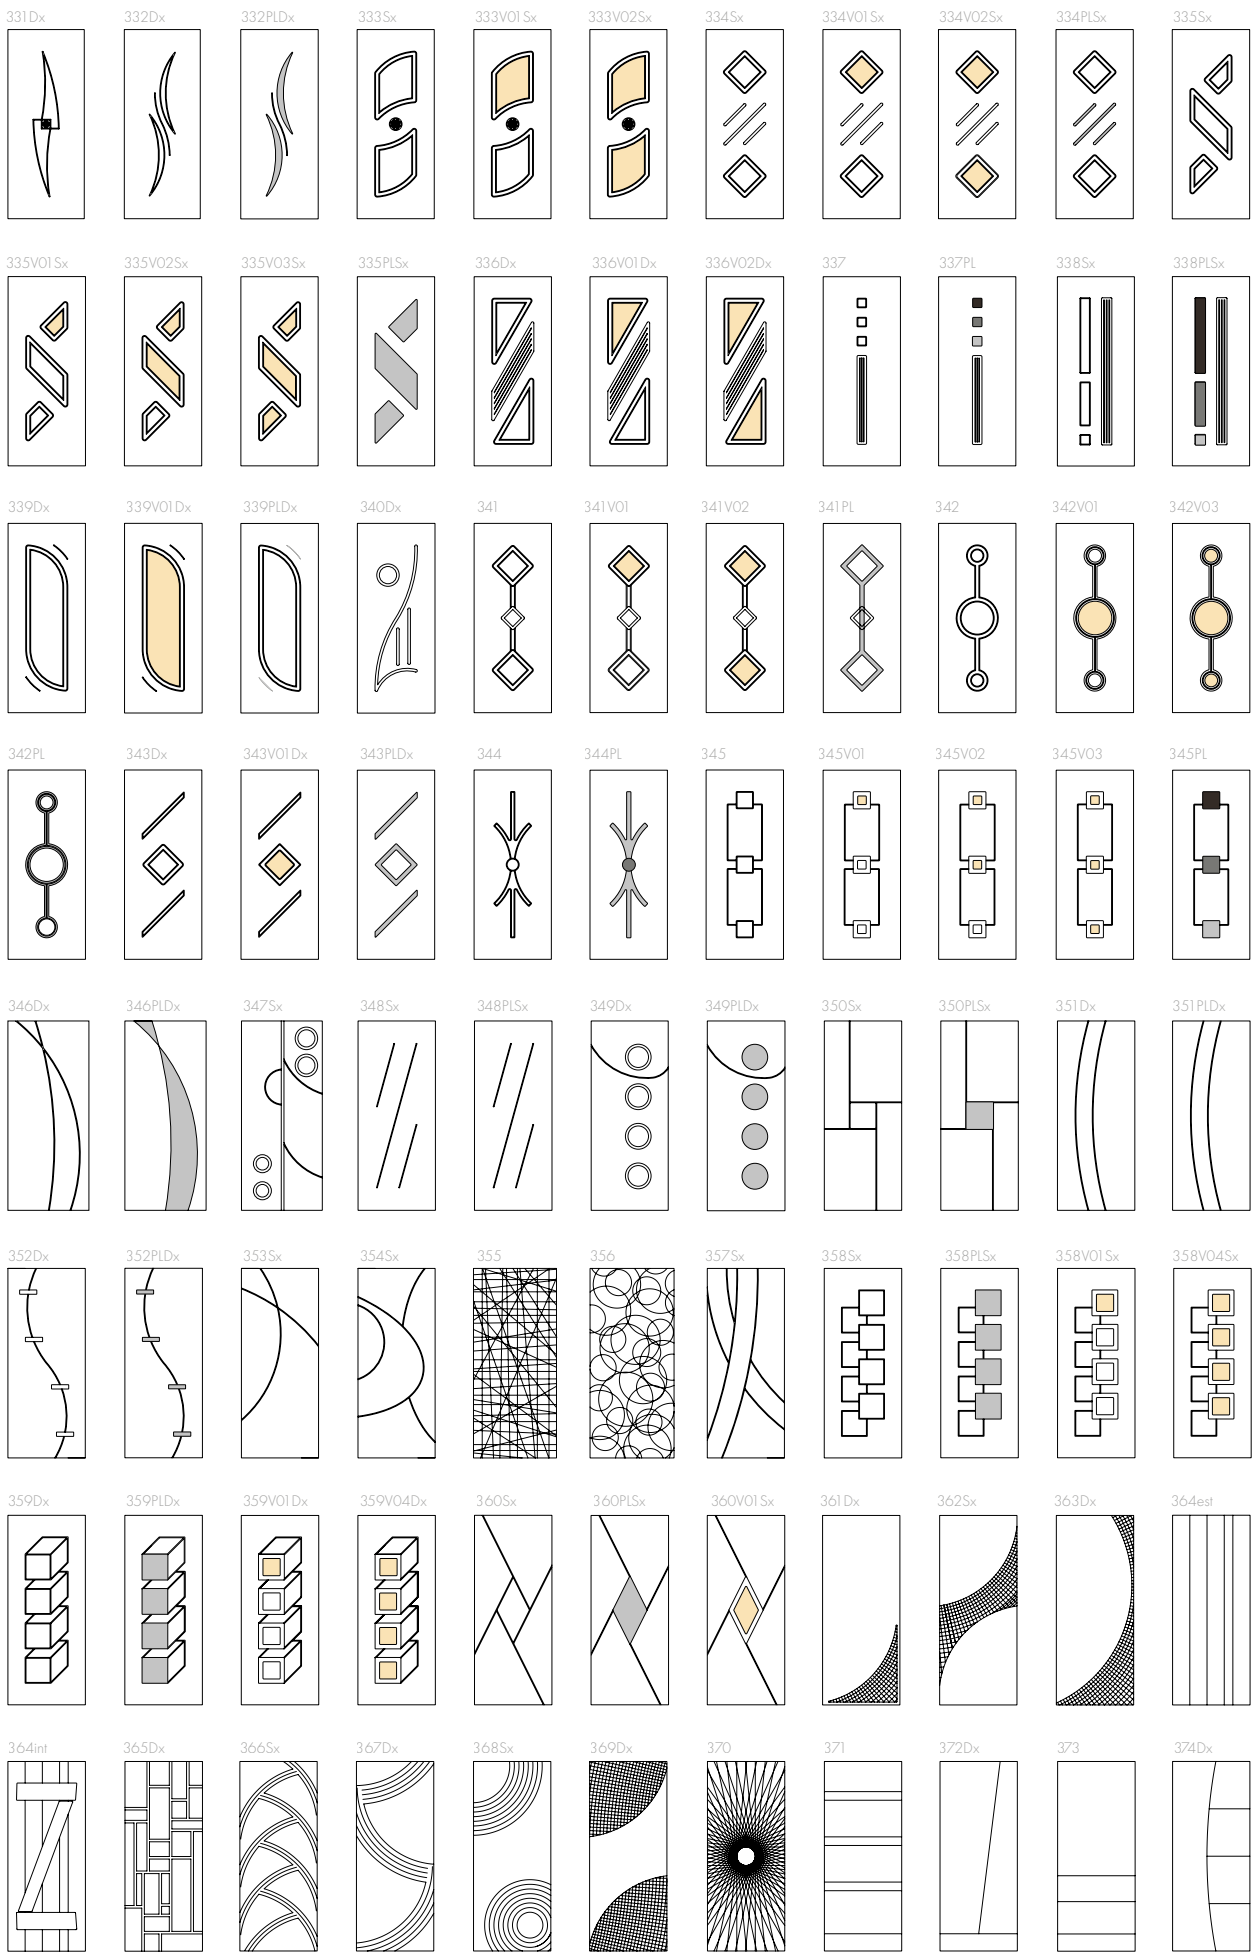 331Dx 332Dx 332PLDx 333Sx 333V01Sx 333V02Sx 334Sx 334V01Sx 334V02Sx 334PLSx 335Sx
335V01Sx 335V02Sx 335V03Sx 335PLSx 336Dx 336V01Dx 336V02Dx 337 337PL 338Sx 338PLSx
339Dx 339V01Dx 339PLDx 340Dx 341 341V01 341V02 341PL 342 342V01 342V03
342PL 343Dx 343V01Dx 343PLDx 344 344PL 345 345V01 345V02 345V03 345PL
346Dx 346PLDx 347Sx 348Sx 348PLSx 349Dx 349PLDx 350Sx 350PLSx 351Dx 351PLDx
352Dx 352PLDx 353Sx 354Sx 355 356 357Sx 358Sx 358PLSx 358V01Sx 358V04Sx
359Dx 359PLDx 359V01Dx 359V04Dx 360Sx 360PLSx 360V01Sx 361Dx 362Sx 363Dx 364est
364int 365Dx 366Sx 367Dx 368Sx 369Dx 370 371 372Dx 373 374Dx